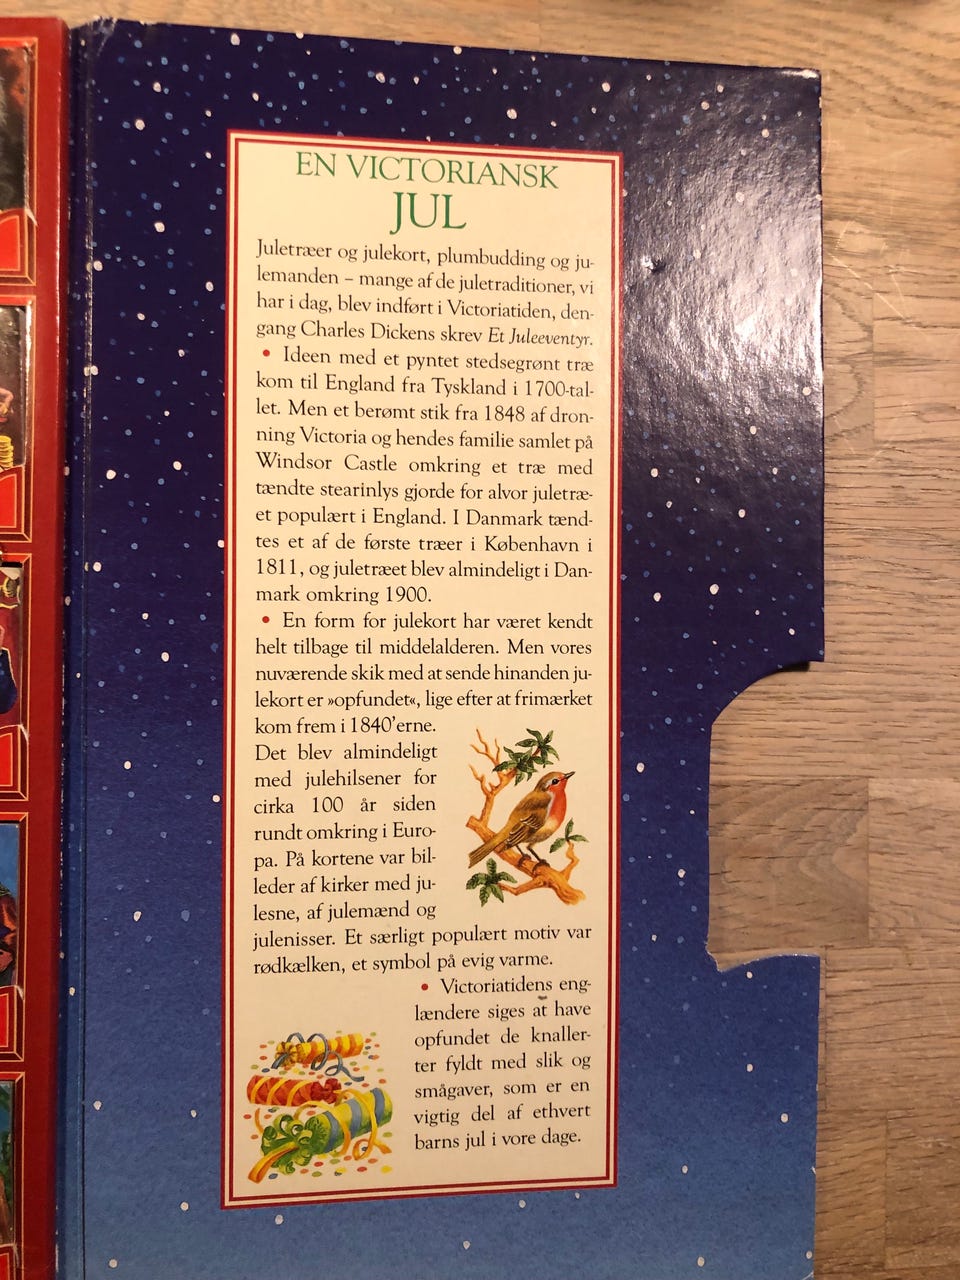 EN VICTORIANSK
JUL
Juletræer og julekort, plumbudding og ju-
lemanden – mange af de juletraditioner, vi
har i dag, blev indført i Victoriatiden, den-
gang Charles Dickens skrev Et Juleeventyr.
• Ideen med et pyntet stedsegrønt træ
kom til England fra Tyskland i 1700-tal-
let. Men et berømt stik fra 1848 af dron-
ning Victoria og hendes familie samlet på
Windsor Castle omkring et træ med
tændte stearinlys gjorde for alvor juletræ-
et populært i England. I Danmark tænd-
tes et af de første træer i København i
1811, og juletræet blev almindeligt i Dan-
mark omkring 1900.
• En form for julekort har været kendt
helt tilbage til middelalderen. Men vores
nuværende skik med at sende hinanden ju-
lekort er »opfundet«, lige efter at frimærket
kom frem i 1840'erne.
Det blev almindeligt
med julehilsener for
cirka 100 år siden
rundt omkring i Euro-
pa. På kortene var bil-
leder af kirker med ju-
lesne, af julemænd og
julenisser. Et særligt populært motiv var
rødkælken, et symbol på evig varme.
• Victoriatidens eng-
lændere siges at have
opfundet de knaller-
ter fyldt med slik og
smågaver, som er en
vigtig del af ethvert
barns jul i vore dage.